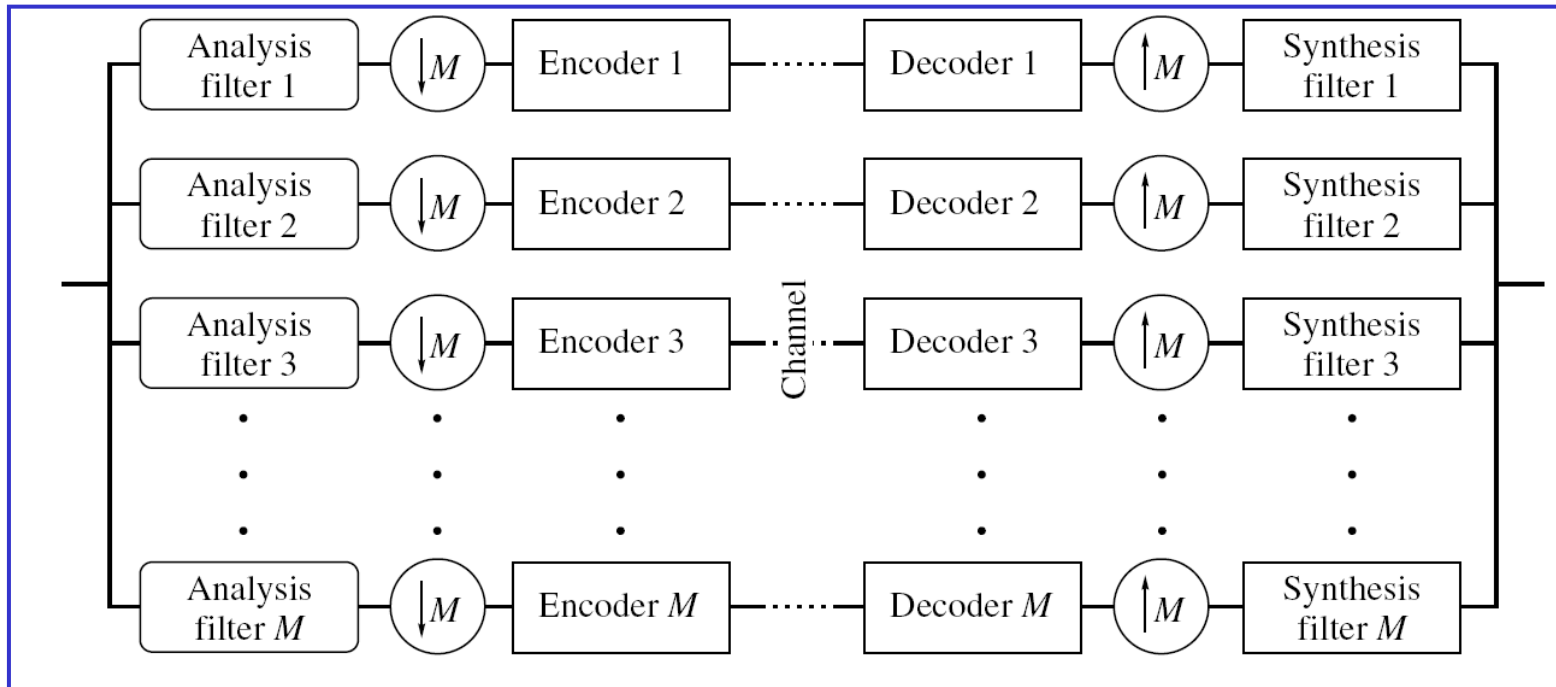 Analysis
filter 1
↓M
Encoder 1
Decoder 1
↑M
Synthesis
filter 1
Analysis
filter 2
↓M
Encoder 2
Decoder 2
↑M
Synthesis
filter 2
Analysis
filter 3
↓M
Encoder 3
Channel
Decoder 3
↑M
Synthesis
filter 3
Analysis
filter M
↓M
Encoder M
Decoder M
↑M
Synthesis
filter M